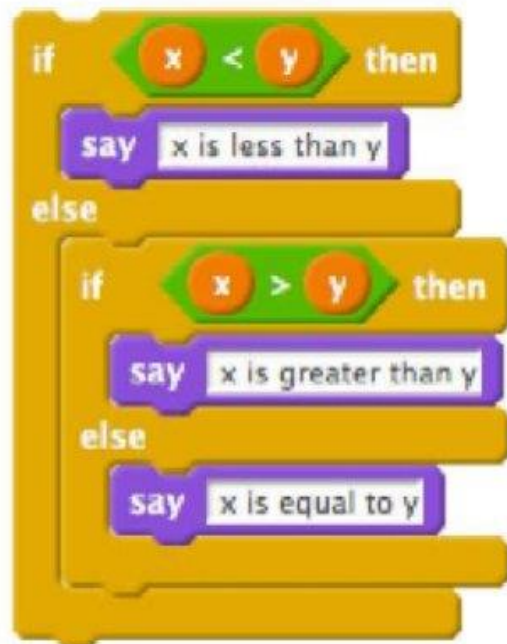 if x < y then
say x is less than y
else
if x > y then
say x is greater than y
else
say x is equal to y